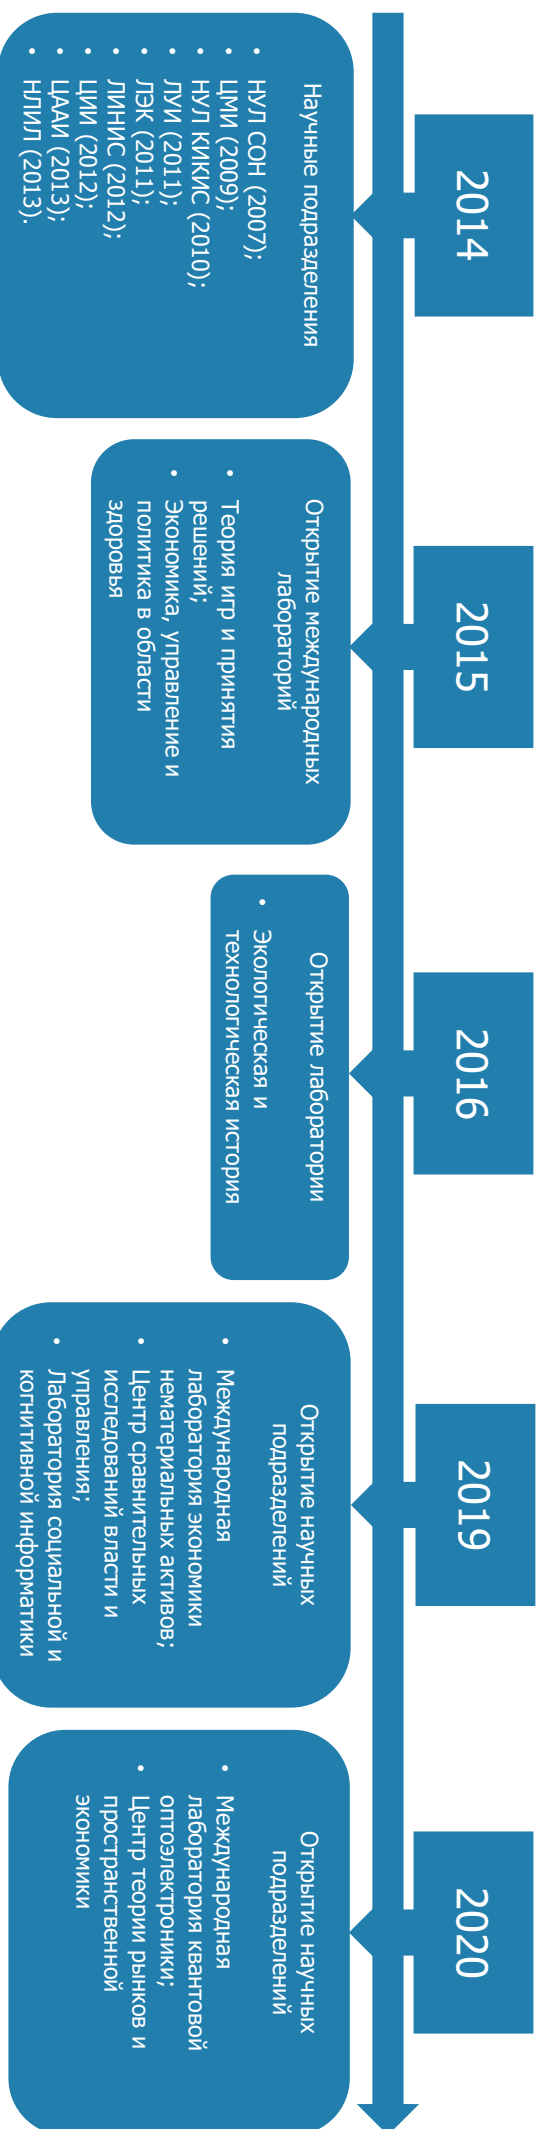 2014
Научные подразделения
• НУЛ СОН (2007);
• ЦМИ (2009);
• НУЛ КИКИС (2010);
• ЛУИ (2011);
• ЛЭК (2011);
• ЛИНИС (2012);
• ЦИИ (2012);
• ЦААИ (2013);
• НЛИЛ (2013).
2015
Открытие международных
лабораторий
• Теория игр и принятия
решений;
• Экономика, управление и
политика в области
здоровья
2016
Открытие лаборатории
• Экологическая и
технологическая история
2019
Открытие научных
подразделений
• Международная
лаборатория экономики
нематериальных активов;
• Центр сравнительных
исследований власти и
управления;
• Лаборатория социальной и
когнитивной информатики
2020
Открытие научных
подразделений
• Международная
лаборатория квантовой
оптоэлектроники;
• Центр теории рынков и
пространственной
экономики